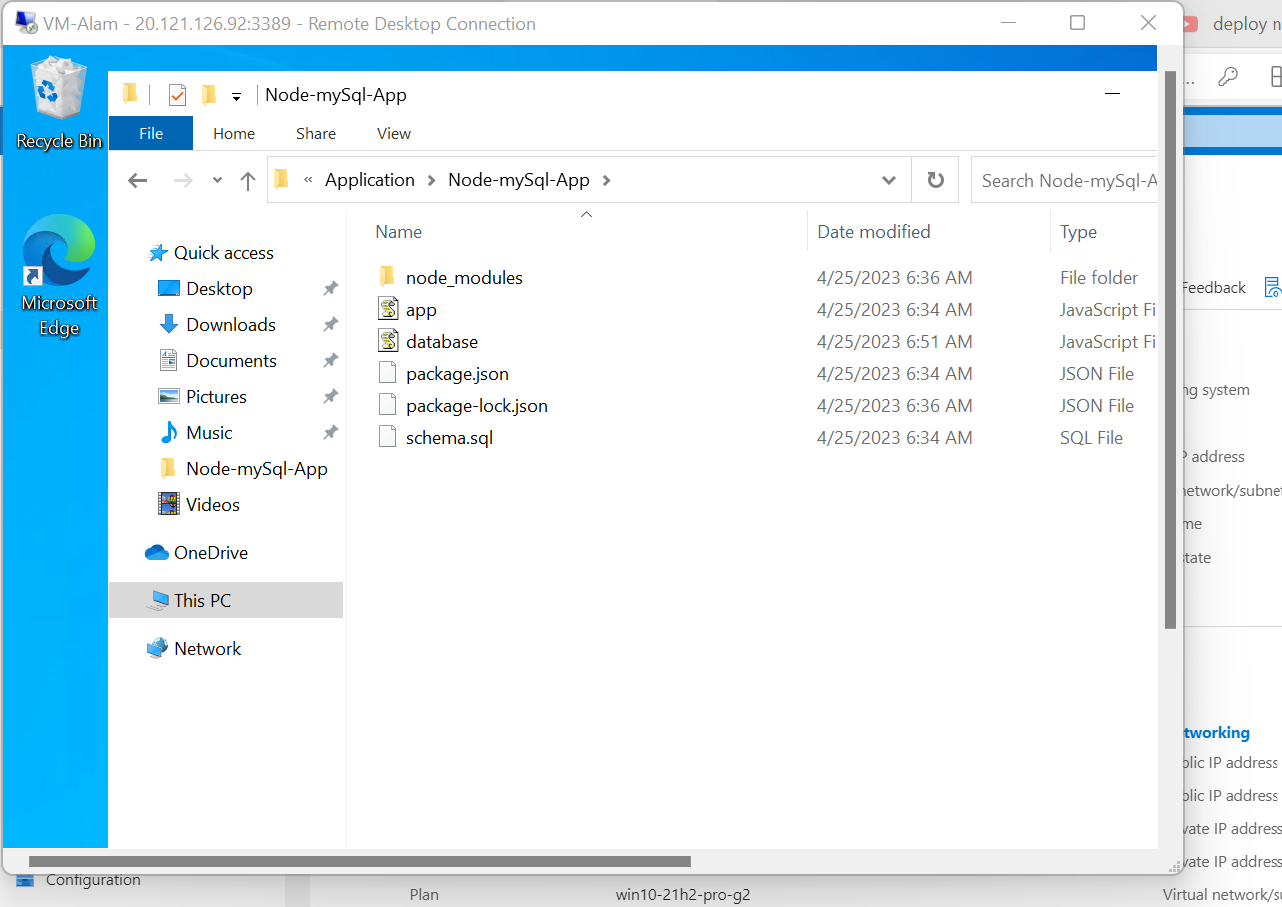 VM-Alam - 20.121.126.92:3389 - Remote Desktop Connection
deploy n
Recycle Bin
Microsoft
Edge
Node-mySql-App
File Home Share View
« Application Node-mySql-App
Search Node-mySql-A
Name Date modified Type
Quick access
Desktop
Downloads
Documents
Pictures
Music
Node-mySql-App
Videos
OneDrive
This PC
Network
node_modules 4/25/2023 6:36 AM File folder
app 4/25/2023 6:34 AM JavaScript Fi
database 4/25/2023 6:51 AM JavaScript Fi
package.json 4/25/2023 6:34 AM JSON File
package-lock.json 4/25/2023 6:36 AM JSON File
schema.sql 4/25/2023 6:34 AM SQL File
Feedback
ng system
P address
network/subnet
me
state
tworking
blic IP address
blic IP address
vate IP address
vate IP address
Virtual network/su
Configuration
Plan win10-21h2-pro-g2